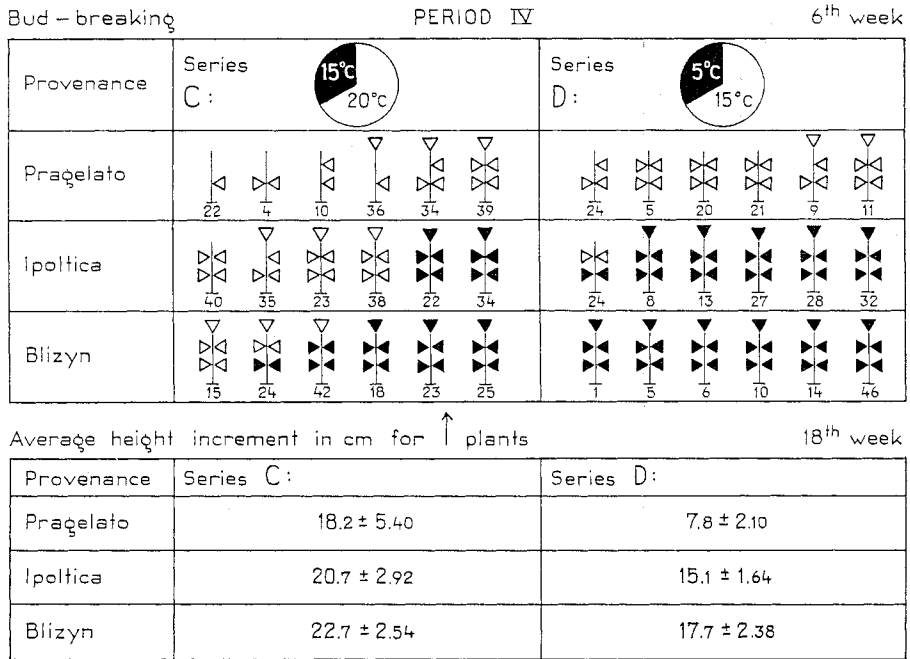 Bud – breaking PERIOD IV 6th week
Provenance Series C: 15°c 20°c Series D: 5°c 15°c
Pragelato
22 4 10 36 34 39 24 5 20 21 9 11
Ipoltica
40 35 23 38 22 34 24 8 13 27 28 32
Blizyn
15 24 42 18 23 25 1 5 6 10 14 46
Average height increment in cm for ↑ plants 18th week
Provenance Series C: Series D:
Pragelato 18.2 ± 5.40 7.8 ± 2.10
Ipoltica 20.7 ± 2.92 15.1 ± 1.64
Blizyn 22.7 ± 2.54 17.7 ± 2.38